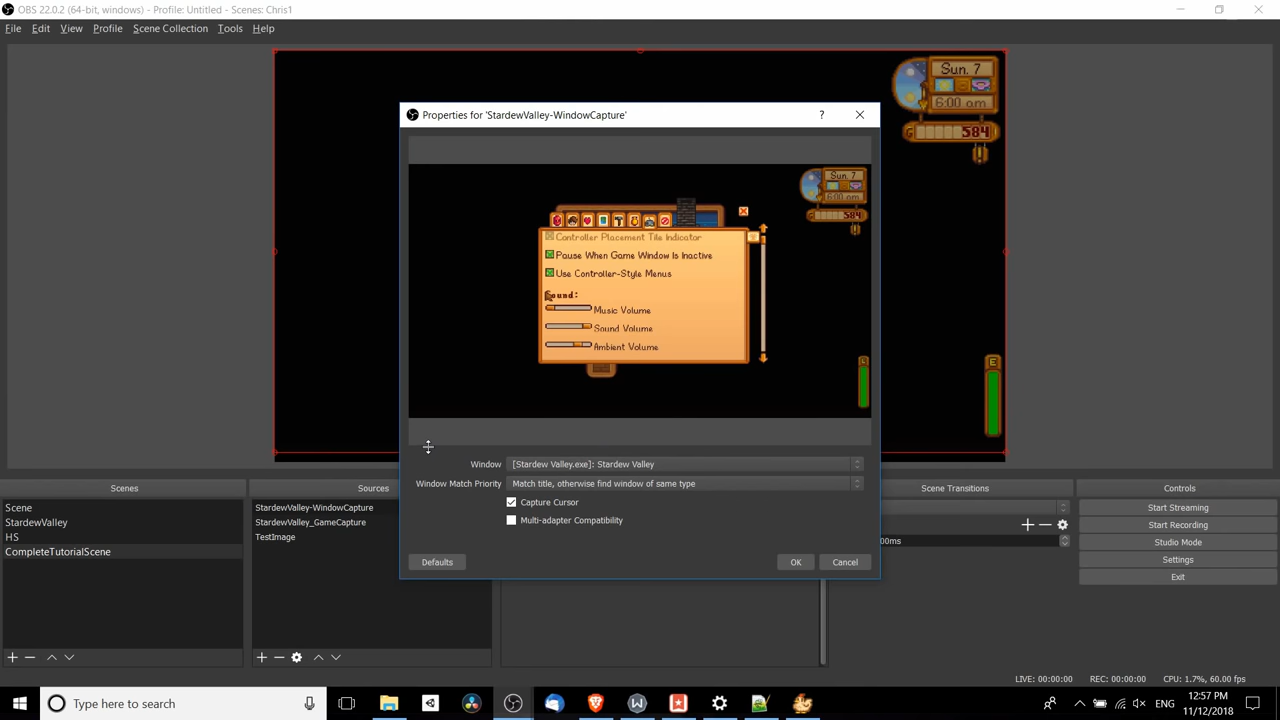 OBS 22.0.2 (64-bit, windows) - Profile: Untitled - Scenes: Chris1
File Edit View Profile Scene Collection Tools Help
Sun. 7
6:00 am
584
Properties for 'StardewValley-WindowCapture'
?
Sun. 7
6:00 am
584
Controller Placement Tile Indicator
Pause When Game Window Is Inactive
Use Controller-Style Menus
Sound:
Music Volume
Sound Volume
Ambient Volume
E
E
Window [Stardew Valley.exe]: Stardew Valley
Window Match Priority Match title, otherwise find window of same type
Capture Cursor
Multi-adapter Compatibility
Defaults OK Cancel
Scenes
Scene
StardewValley
HS
CompleteTutorialScene
Sources
StardewValley-WindowCapture
StardewValley_GameCapture
TestImage
Scene Transitions
Controls
Start Streaming
Start Recording
Studio Mode
Settings
Exit
LIVE: 00:00:00 REC: 00:00:00 CPU: 1.7%, 60.00 fps
Type here to search
ENG
12:57 PM
11/12/2018